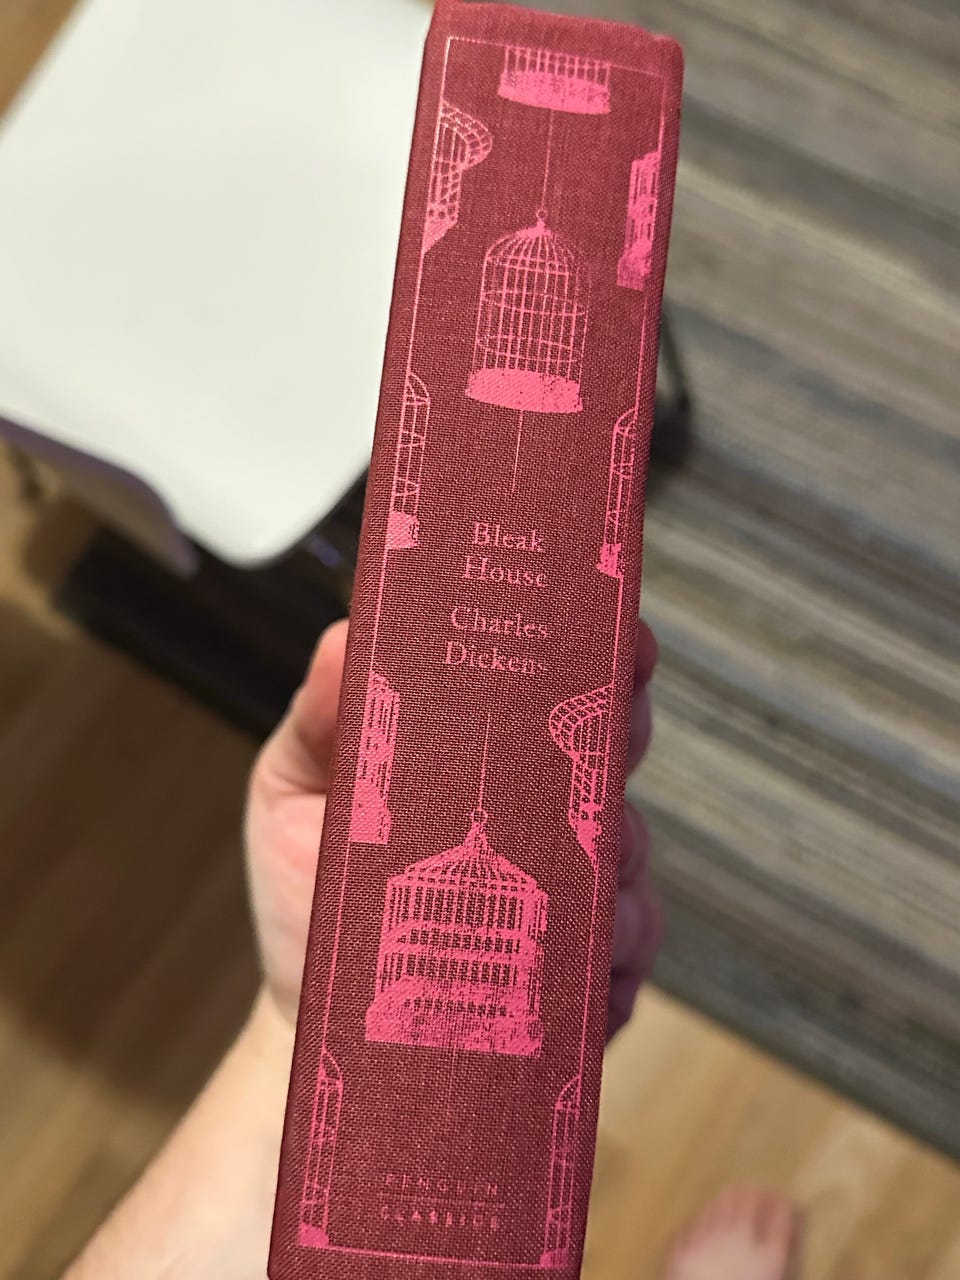 Bleak
House
Charles
Dickens
PENGUIN
CLASSICS